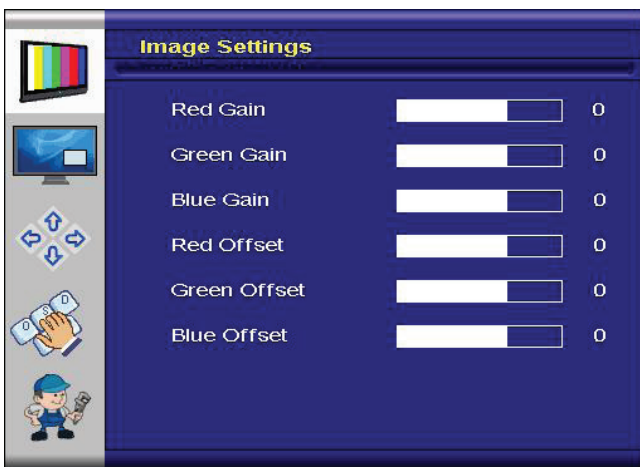 Image Settings
Red Gain 0
Green Gain 0
Blue Gain 0
Red Offset 0
Green Offset 0
Blue Offset 0
O S D